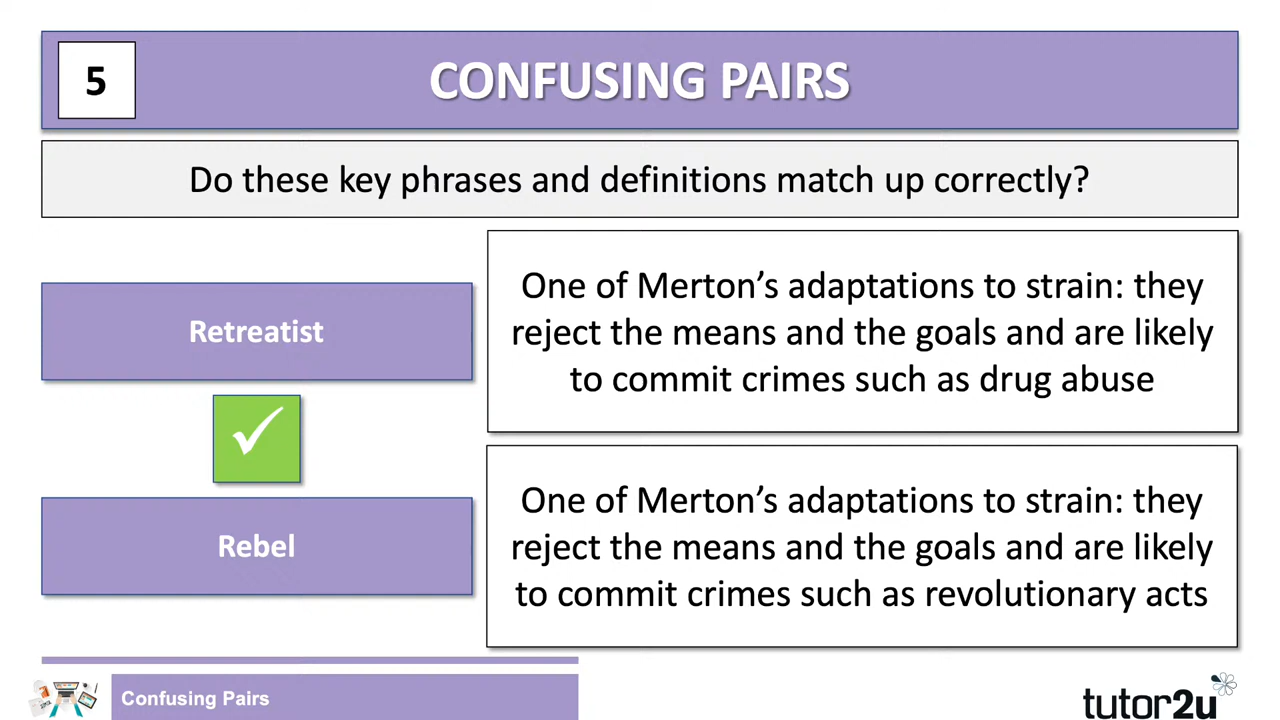 5
CONFUSING PAIRS
Do these key phrases and definitions match up correctly?
Retreatist
One of Merton’s adaptations to strain: they
reject the means and the goals and are likely
to commit crimes such as drug abuse
Rebel
One of Merton’s adaptations to strain: they
reject the means and the goals and are likely
to commit crimes such as revolutionary acts
Confusing Pairs
tutor2u